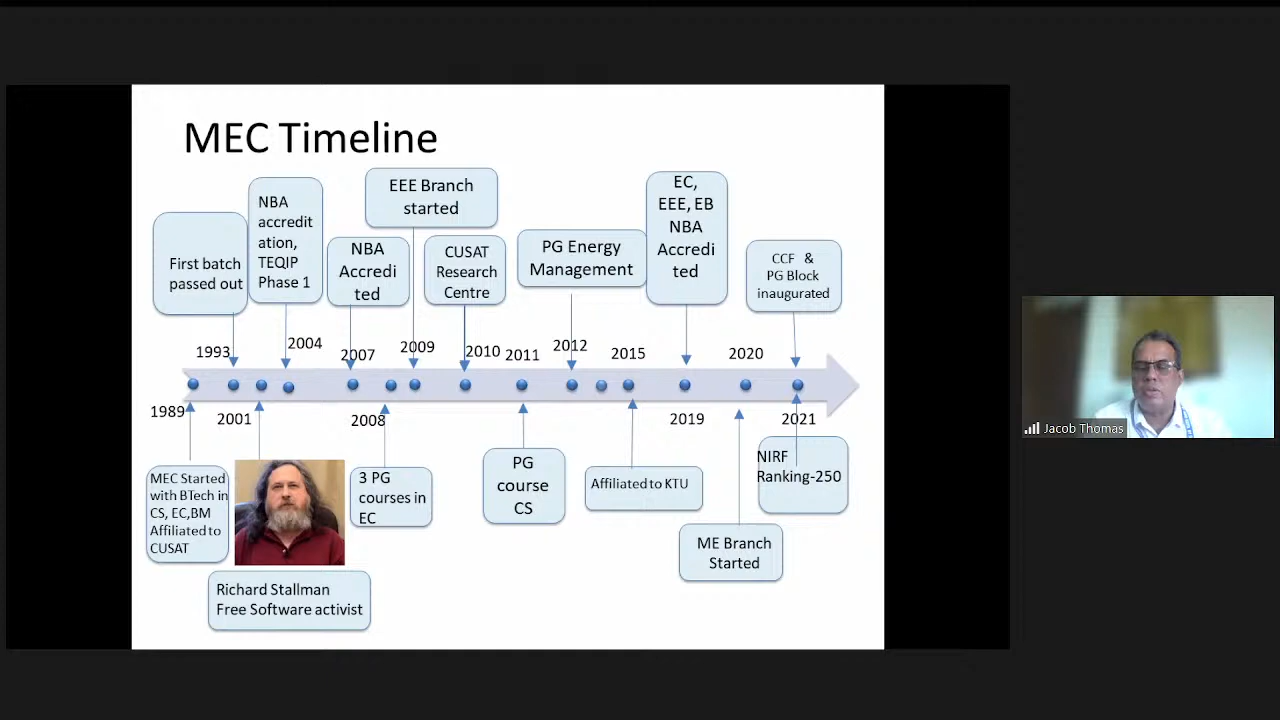 MEC Timeline
EEE Branch
started
NBA
accredit
ation,
TEQIP
Phase 1
First batch
passed out
NBA
Accredi
ted
CUSAT
Research
Centre
PG Energy
Management
EC,
EEE, EB
NBA
Accredi
ted
CCF &
PG Block
inaugurated
1993
2004
2007
2009
2010
2011
2012
2015
2020
1989
2001
2008
2019
2021
MEC Started
with BTech in
CS, EC,BM
Affiliated to
CUSAT
3 PG
courses in
EC
PG
course
CS
Affiliated to KTU
NIRF
Ranking-250
ME Branch
Started
Richard Stallman
Free Software activist
Jacob Thomas